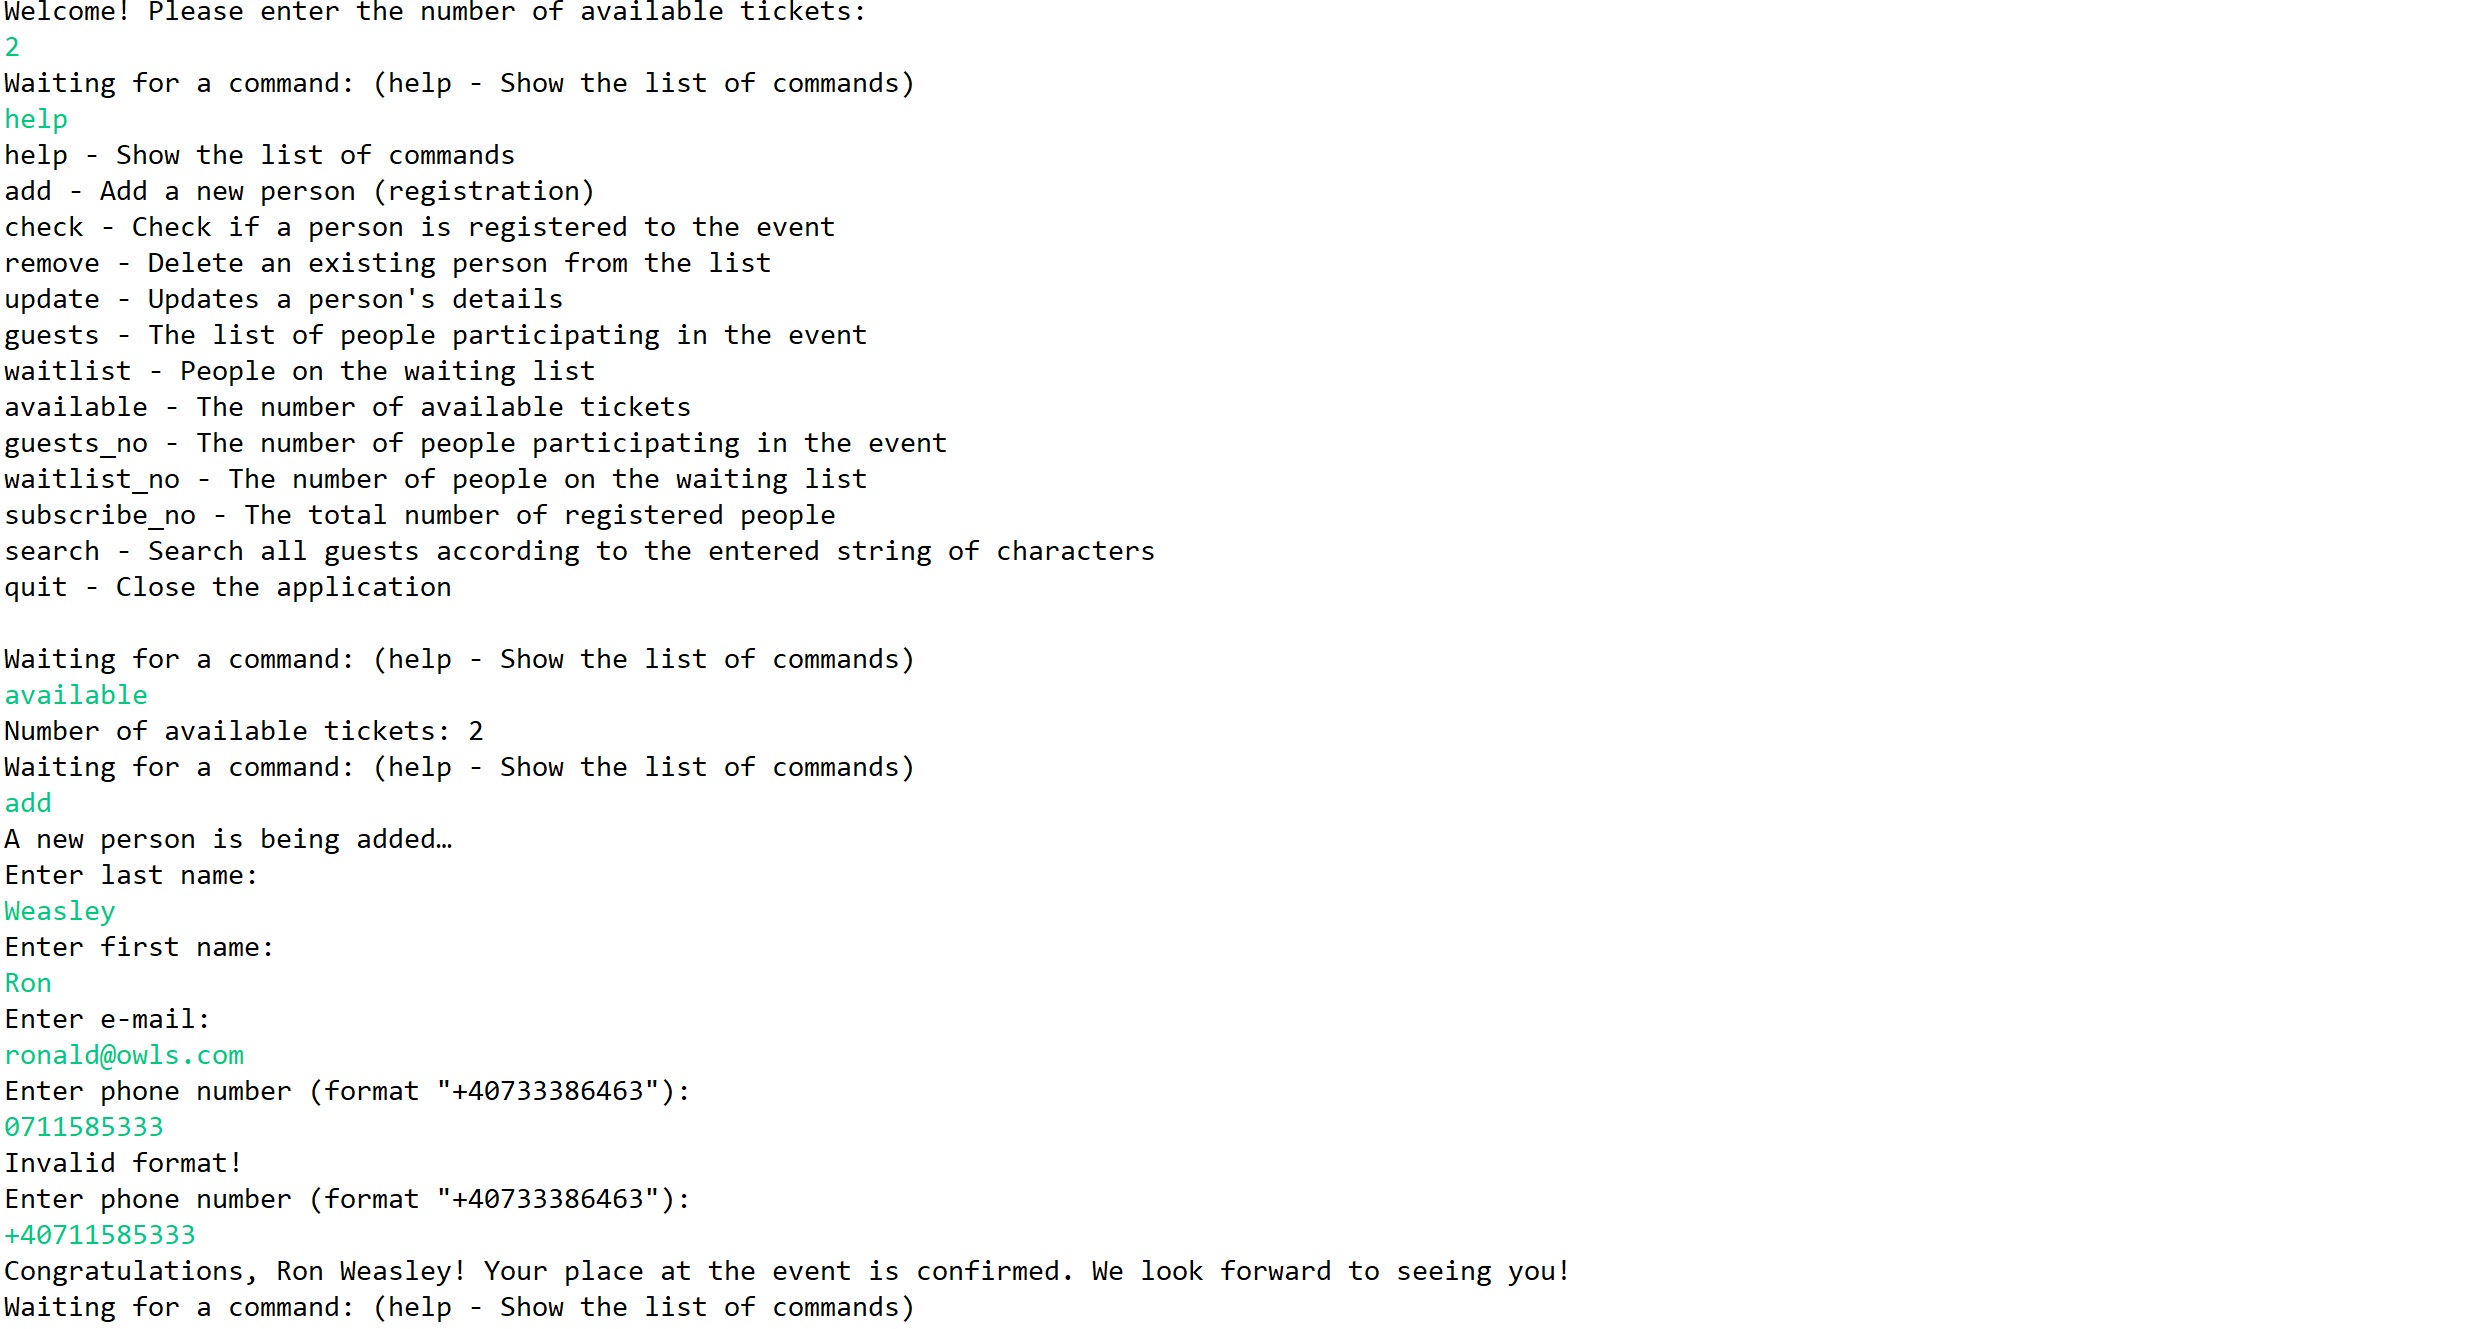 Welcome! Please enter the number of available tickets:
2
Waiting for a command: (help - Show the list of commands)
help
help - Show the list of commands
add - Add a new person (registration)
check - Check if a person is registered to the event
remove - Delete an existing person from the list
update - Updates a person's details
guests - The list of people participating in the event
waitlist - People on the waiting list
available - The number of available tickets
guests_no - The number of people participating in the event
waitlist_no - The number of people on the waiting list
subscribe_no - The total number of registered people
search - Search all guests according to the entered string of characters
quit - Close the application
Waiting for a command: (help - Show the list of commands)
available
Number of available tickets: 2
Waiting for a command: (help - Show the list of commands)
add
A new person is being added…
Enter last name:
Weasley
Enter first name:
Ron
Enter e-mail:
ronald@owls.com
Enter phone number (format "+40733386463"):
0711585333
Invalid format!
Enter phone number (format "+40733386463"):
+40711585333
Congratulations, Ron Weasley! Your place at the event is confirmed. We look forward to seeing you!
Waiting for a command: (help - Show the list of commands)